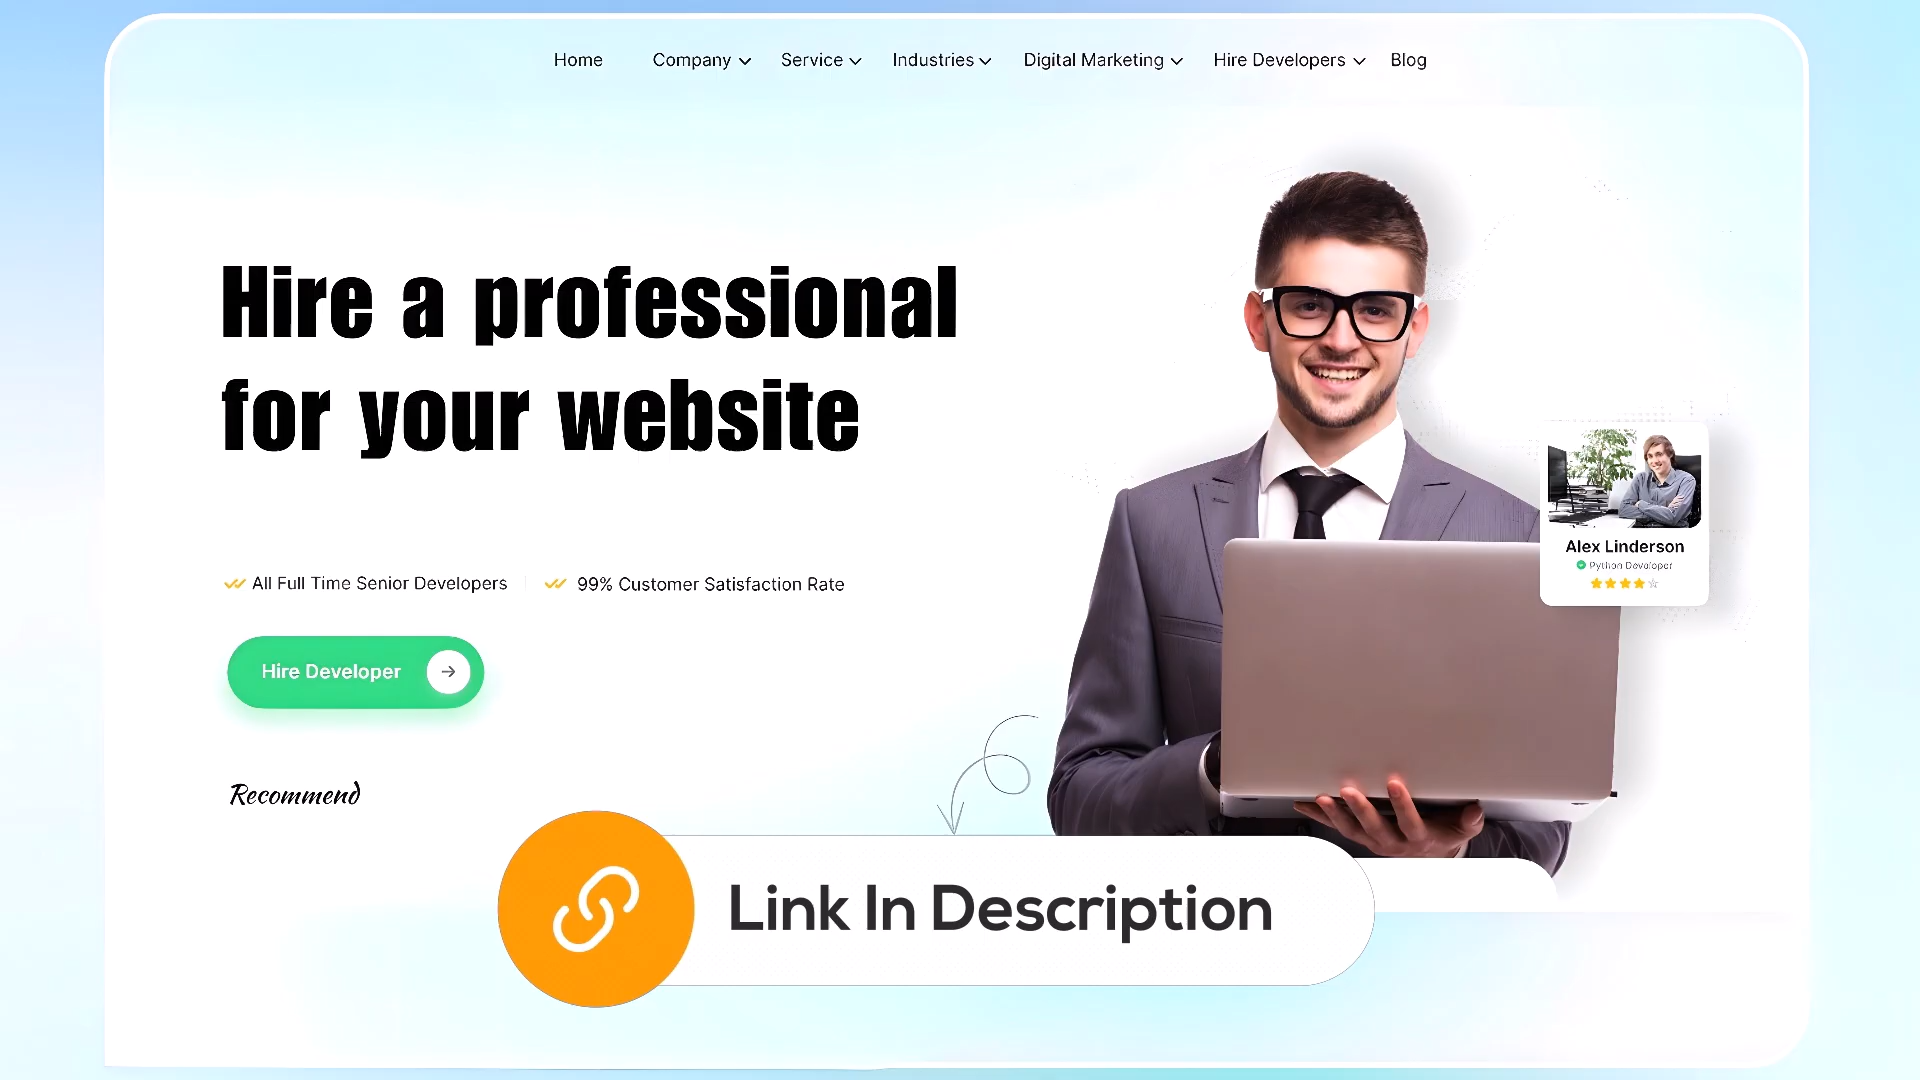 Home Company Service Industries Digital Marketing Hire Developers Blog
Hire a professional
for your website
All Full Time Senior Developers 99% Customer Satisfaction Rate
Hire Developer
Alex Linderson
Python Developer
Recommend
Link In Description